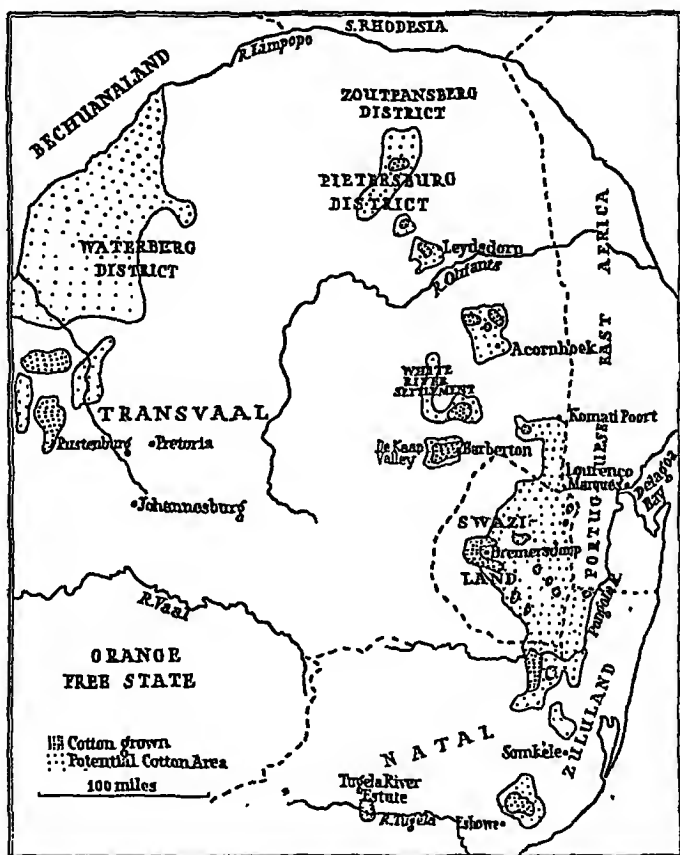 S. RHODESIA
R. Limpopo
BECHUANALAND
ZOUTPANSBERG
DISTRICT
PIETERSBURG
DISTRICT
WATERBERG
DISTRICT
Leydsdorn
R. Olifants
PORTUGUESE EAST AFRICA
Acornhoek
WHITE
RIVER
SETTLEMENT
TRANSVAAL
Komati Poort
Rustenburg
Pretoria
De Kaap
Valley
Barberton
Lourenco
Marques
Delagoa
Bay
Johannesburg
SWAZI
Bremersdorp
LAND
Pongola R.
R. Vaal
ORANGE
FREE STATE
ZULULAND
NATAL
Cotton grown
Potential Cotton Area
100 miles
Somkele
Tugela River
Estate
R. Tugela
Eshowe